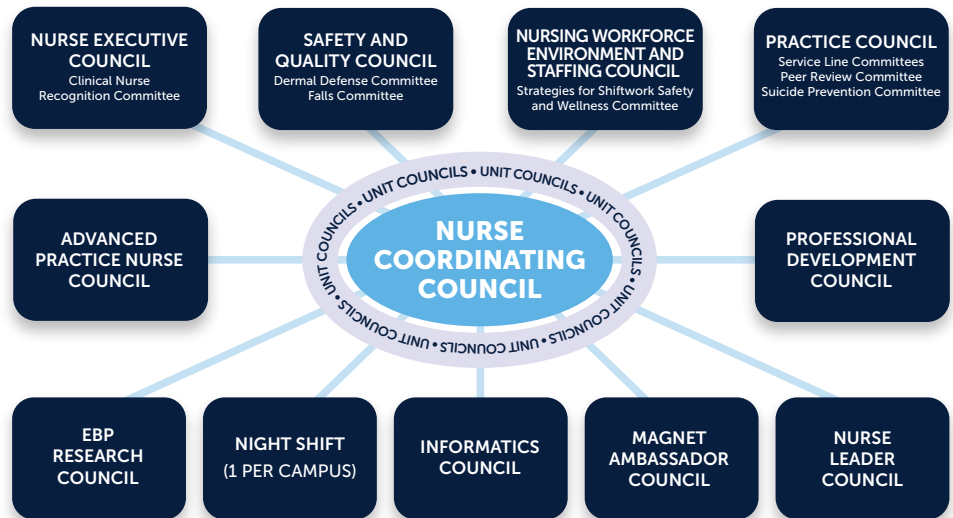 NURSE EXECUTIVE
COUNCIL
Clinical Nurse
Recognition Committee
SAFETY AND
QUALITY COUNCIL
Dermal Defense Committee
Falls Committee
NURSING WORKFORCE
ENVIRONMENT AND
STAFFING COUNCIL
Strategies for Shiftwork Safety
and Wellness Committee
PRACTICE COUNCIL
Service Line Committees
Peer Review Committee
Suicide Prevention Committee
UNIT COUNCILS • UNIT COUNCILS • UNIT COUNCILS • UNIT COUNCILS • UNIT COUNCILS • UNIT COUNCILS • UNIT COUNCILS •
ADVANCED
PRACTICE NURSE
COUNCIL
NURSE
COORDINATING
COUNCIL
PROFESSIONAL
DEVELOPMENT
COUNCIL
EBP
RESEARCH
COUNCIL
NIGHT SHIFT
(1 PER CAMPUS)
INFORMATICS
COUNCIL
MAGNET
AMBASSADOR
COUNCIL
NURSE
LEADER
COUNCIL